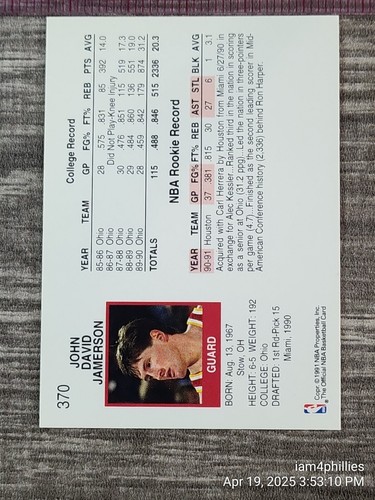 370
JOHN
DAVID
JAMERSON
GUARD
BORN: Aug. 13, 1967
Stow, OH
HEIGHT: 6-5 WEIGHT: 192
COLLEGE: Ohio
DRAFTED: 1st Rd-Pick 15
Miami, 1990
Copr. © 1991 NBA Properties, Inc.
The Official NBA Basketball Card
College Record
YEAR TEAM GP FG% FT% REB PTS AVG
85-86 Ohio 28 575 831 85 392 14.0
86-87 Ohio Did Not Play-Knee Injury
87-88 Ohio 30 476 851 115 519 17.3
88-89 Ohio 29 484 860 136 551 19.0
89-90 Ohio 28 459 842 179 874 31.2
TOTALS 115 488 846 515 2336 20.3
NBA Rookie Record
YEAR TEAM GP FG% FT% REB AST STL BLK AVG
90-91 Houston 37 381 815 30 27 6 1 3.1
Acquired with Carl Herrera by Houston from Miami 6/27/90 in
exchange for Alec Kessler...Ranked third in the nation in scoring
as a senior at Ohio (31.2 ppg)...Led the nation in three-pointers
per game (4.7)...Finished as the second leading scorer in Mid-
American Conference history (2,336) behind Ron Harper.
iam4phillies
Apr 19, 2025 3:53:10 PM